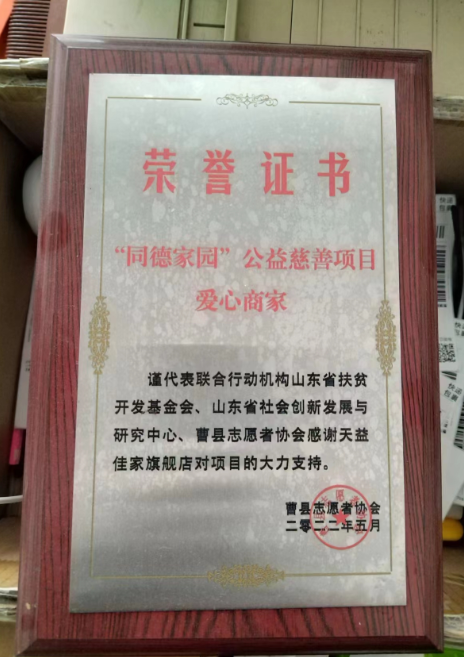 荣誉证书
“同德家园”公益慈善项目
爱心商家
谨代表联合行动机构山东省扶贫
开发基金会、山东省社会创新发展与
研究中心、曹县志愿者协会感谢天益
佳家旗舰店对项目的大力支持。
曹县志愿者协会
二零二二年五月
快递
包裹